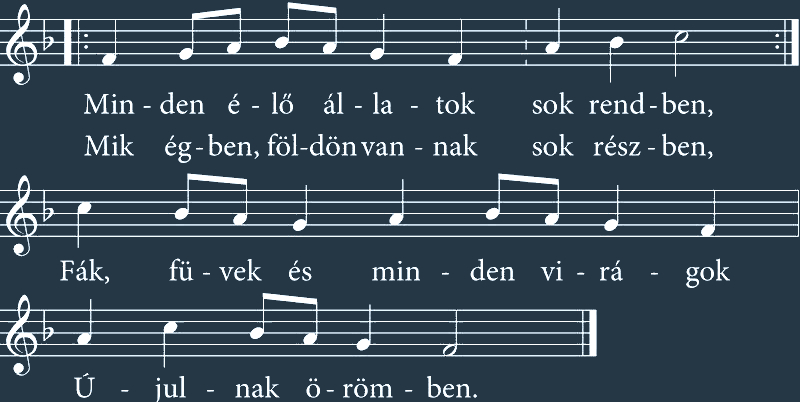 Min - den é - lő ál - la - tok sok rend - ben,
Mik ég - ben, föl - dön van - nak sok rész - ben,
Fák, fü - vek és min - den vi - rá - gok
Ú - jul - nak ö - röm - ben.